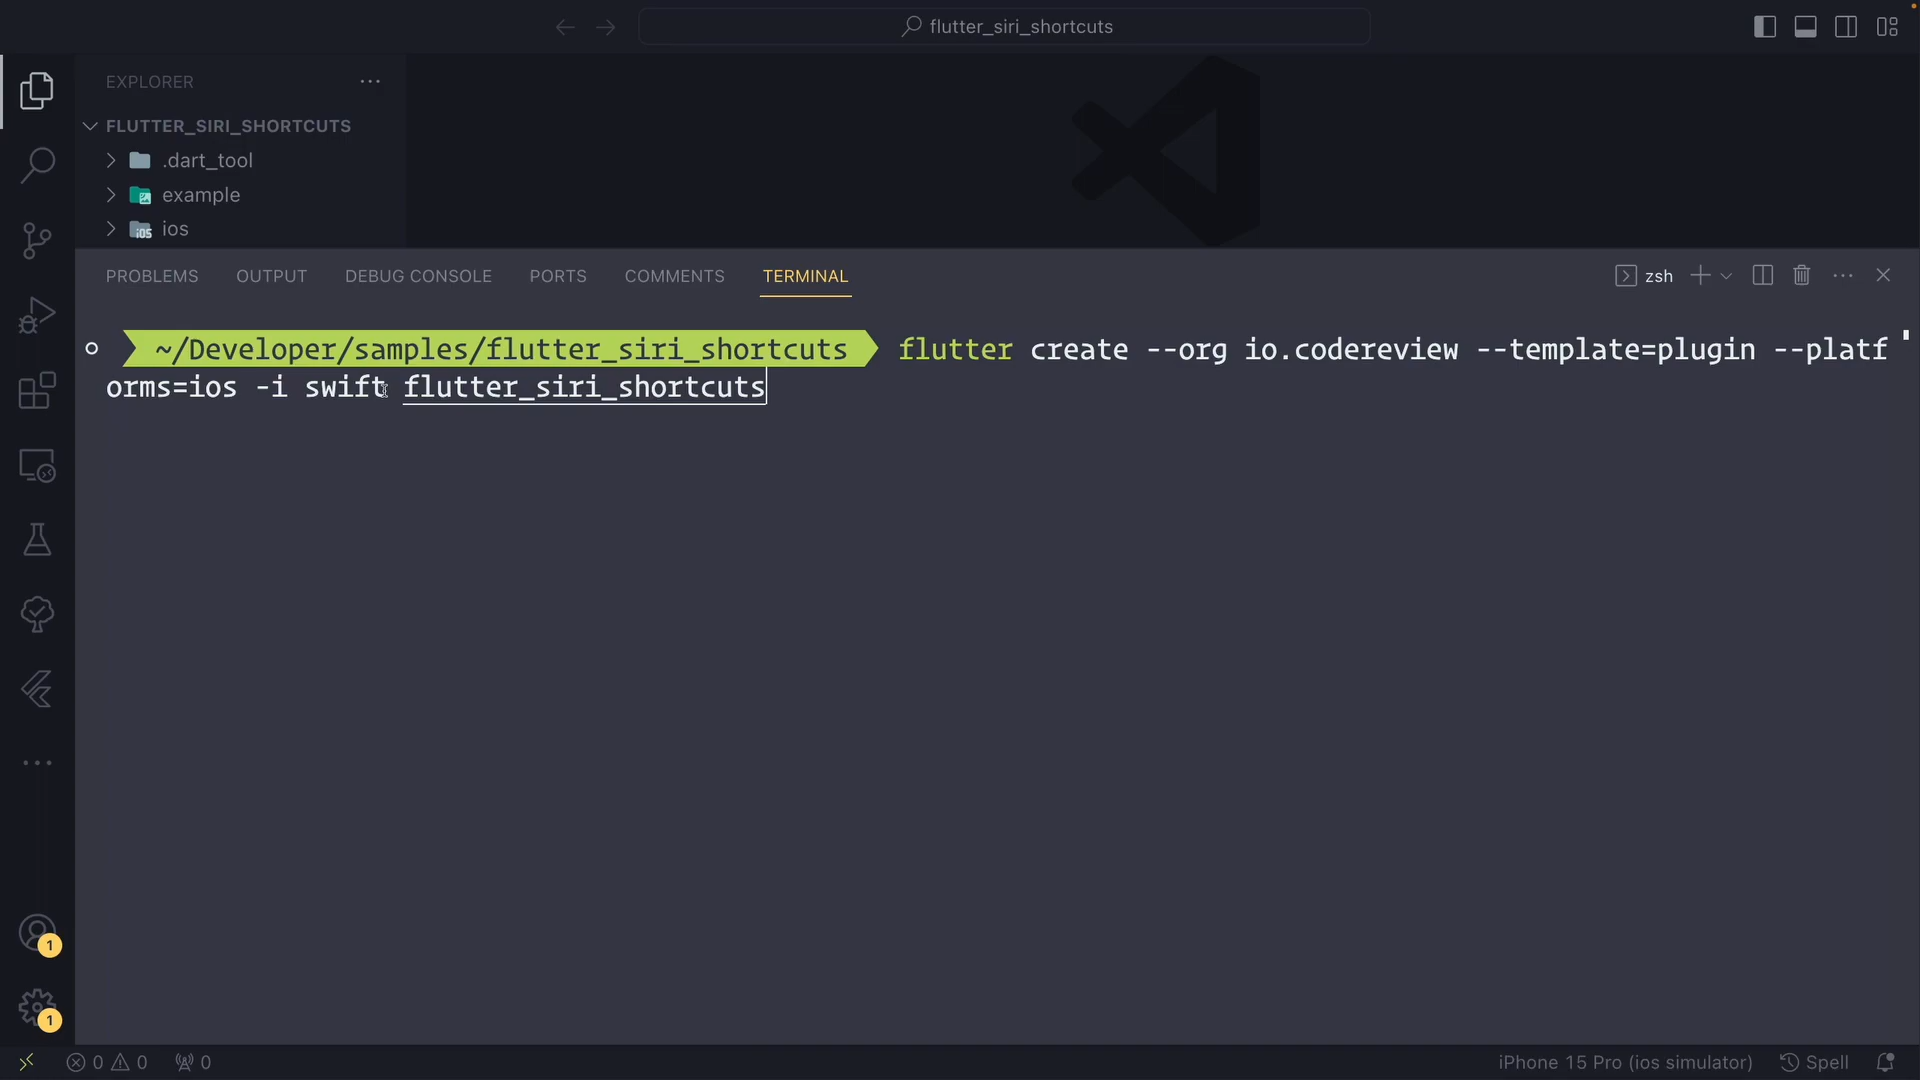 flutter_siri_shortcuts
EXPLORER
FLUTTER_SIRI_SHORTCUTS
.dart_tool
example
iOS
ios
PROBLEMS OUTPUT DEBUG CONSOLE PORTS COMMENTS TERMINAL
zsh
~/Developer/samples/flutter_siri_shortcuts flutter create --org io.codereview --template=plugin --platf
orms=ios -i swift flutter_siri_shortcuts
1
1
0 0 0
iPhone 15 Pro (ios simulator) Spell